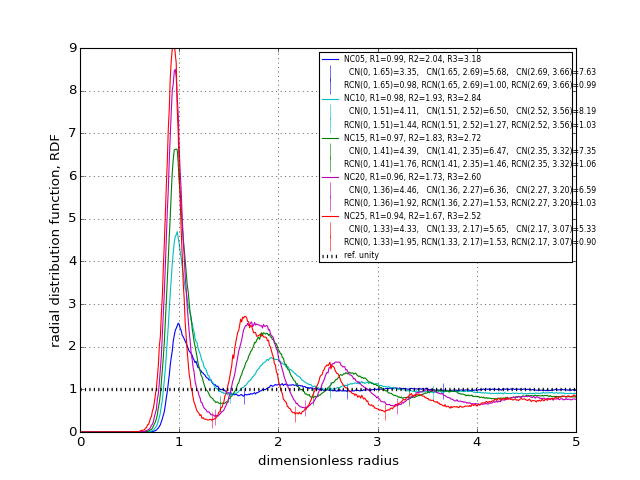 9
8
7
6
5
4
3
2
1
0
radial distribution function, RDF
NC05, R1=0.99, R2=2.04, R3=3.18
CN(0, 1.65)=3.35, CN(1.65, 2.69)=5.68, CN(2.69, 3.66)=7.63
RCN(0, 1.65)=0.98, RCN(1.65, 2.69)=1.00, RCN(2.69, 3.66)=0.99
NC10, R1=0.98, R2=1.93, R3=2.84
CN(0, 1.51)=4.11, CN(1.51, 2.52)=6.50, CN(2.52, 3.56)=8.19
RCN(0, 1.51)=1.44, RCN(1.51, 2.52)=1.27, RCN(2.52, 3.56)=1.03
NC15, R1=0.97, R2=1.83, R3=2.72
CN(0, 1.41)=4.39, CN(1.41, 2.35)=6.47, CN(2.35, 3.32)=7.35
RCN(0, 1.41)=1.76, RCN(1.41, 2.35)=1.46, RCN(2.35, 3.32)=1.06
NC20, R1=0.96, R2=1.73, R3=2.60
CN(0, 1.36)=4.46, CN(1.36, 2.27)=6.36, CN(2.27, 3.20)=6.59
RCN(0, 1.36)=1.92, RCN(1.36, 2.27)=1.53, RCN(2.27, 3.20)=1.03
NC25, R1=0.94, R2=1.67, R3=2.52
CN(0, 1.33)=4.33, CN(1.33, 2.17)=5.65, CN(2.17, 3.07)=5.33
RCN(0, 1.33)=1.95, RCN(1.33, 2.17)=1.53, RCN(2.17, 3.07)=0.90
ref. unity
0 1 2 3 4 5
dimensionless radius